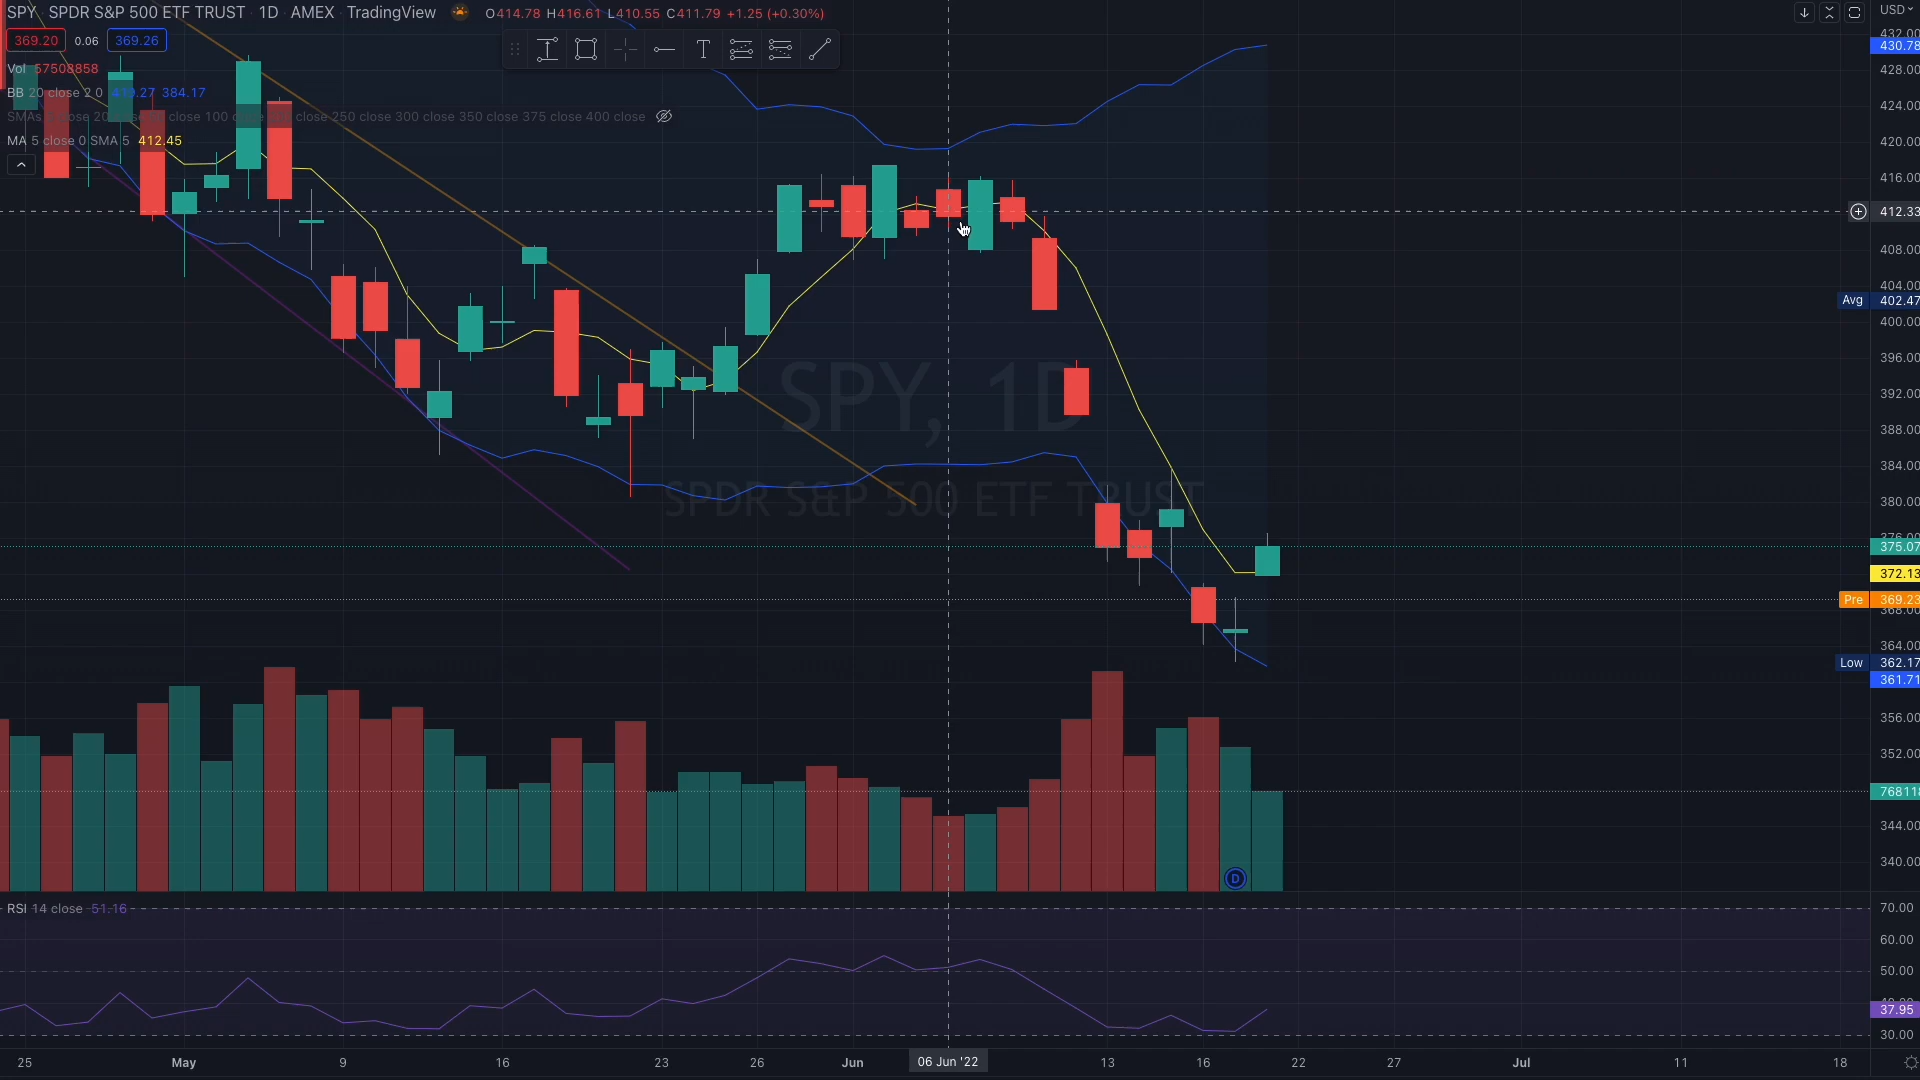 SPY · SPDR S&P 500 ETF TRUST · 1D · AMEX · TradingView O414.78 H416.61 L410.55 C411.79 +1.25 (+0.30%)
369.20 0.06 369.26
Vol 57508858
BB 20 close 2 0 419.27 384.17
MA 5 close 0 SMA 5 412.45
SPY, 1D
SPDR S&P 500 ETF TRUST
RSI 14 close 51.16
D
USD
432.00
430.78
428.00
424.00
420.00
416.00
412.33
408.00
404.00
Avg 402.47
400.00
396.00
392.00
388.00
384.00
380.00
375.07
372.13
Pre 369.23
368.00
364.00
Low 362.17
361.71
356.00
352.00
768118
344.00
340.00
70.00
60.00
50.00
37.95
30.00
25 May 9 16 23 26 Jun 06 Jun '22 13 16 22 27 Jul 11 18